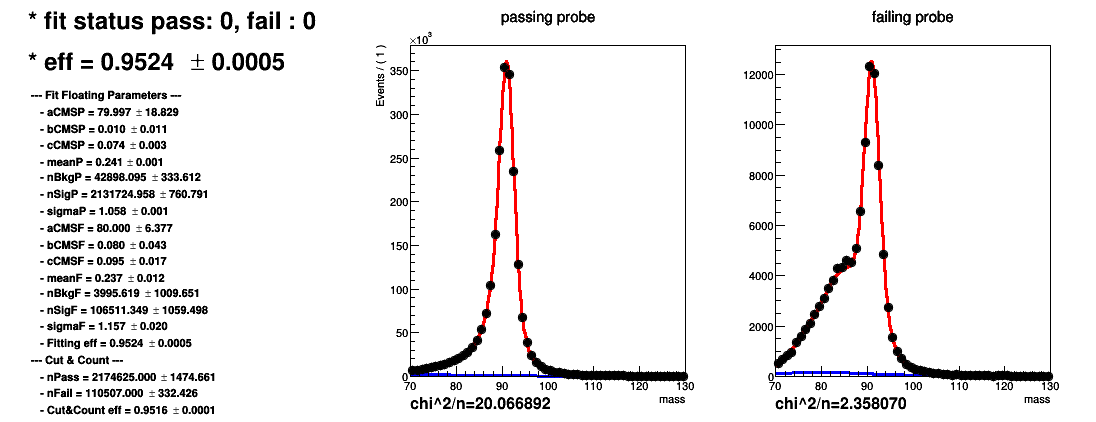 * fit status pass: 0, fail : 0
* eff = 0.9524 ± 0.0005
--- Fit Floating Parameters ---
- aCMSP = 79.997 ± 18.829
- bCMSP = 0.010 ± 0.011
- cCMSP = 0.074 ± 0.003
- meanP = 0.241 ± 0.001
- nBkgP = 42898.095 ± 333.612
- nSigP = 2131724.958 ± 760.791
- sigmaP = 1.058 ± 0.001
- aCMSF = 80.000 ± 6.377
- bCMSF = 0.080 ± 0.043
- cCMSF = 0.095 ± 0.017
- meanF = 0.237 ± 0.012
- nBkgF = 3995.619 ± 1009.651
- nSigF = 106511.349 ± 1059.498
- sigmaF = 1.157 ± 0.020
- Fitting eff = 0.9524 ± 0.0005
--- Cut & Count ---
- nPass = 2174625.000 ± 1474.661
- nFail = 110507.000 ± 332.426
- Cut&Count eff = 0.9516 ± 0.0001
passing probe
×10³
Events / ( 1 )
350
300
250
200
150
100
50
0
70 80 90 100 110 120 130
mass
chi^2/n=20.066892
failing probe
12000
10000
8000
6000
4000
2000
0
70 80 90 100 110 120 130
mass
chi^2/n=2.358070